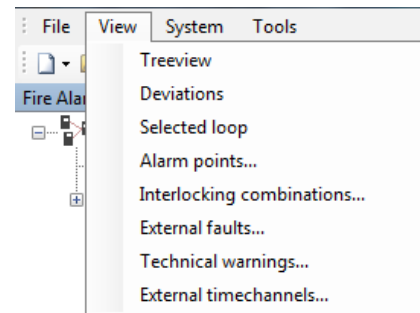 File View System Tools
Treeview
Fire Ala
Deviations
Selected loop
Alarm points...
Interlocking combinations...
External faults...
Technical warnings...
External timechannels...